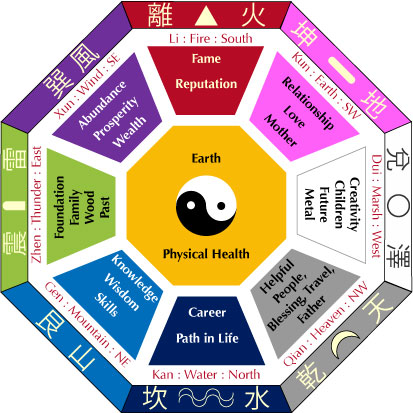 離 火
Li : Fire : South
Fame
Reputation
坤 地
Kun : Earth : SW
Relationship
Love
Mother
兌 澤
Dui : Marsh : West
Creativity
Children
Future
Metal
乾 天
Qian : Heaven : NW
Helpful
People,
Blessing, Travel,
Father
坎 水
Kan : Water : North
Career
Path in Life
艮 山
Gen : Mountain : NE
Knowledge
Wisdom
Skills
震 雷
Zhen : Thunder : East
Foundation
Family
Wood
Past
巽 風
Xun : Wind : SE
Abundance
Prosperity
Wealth
Earth
Physical Health